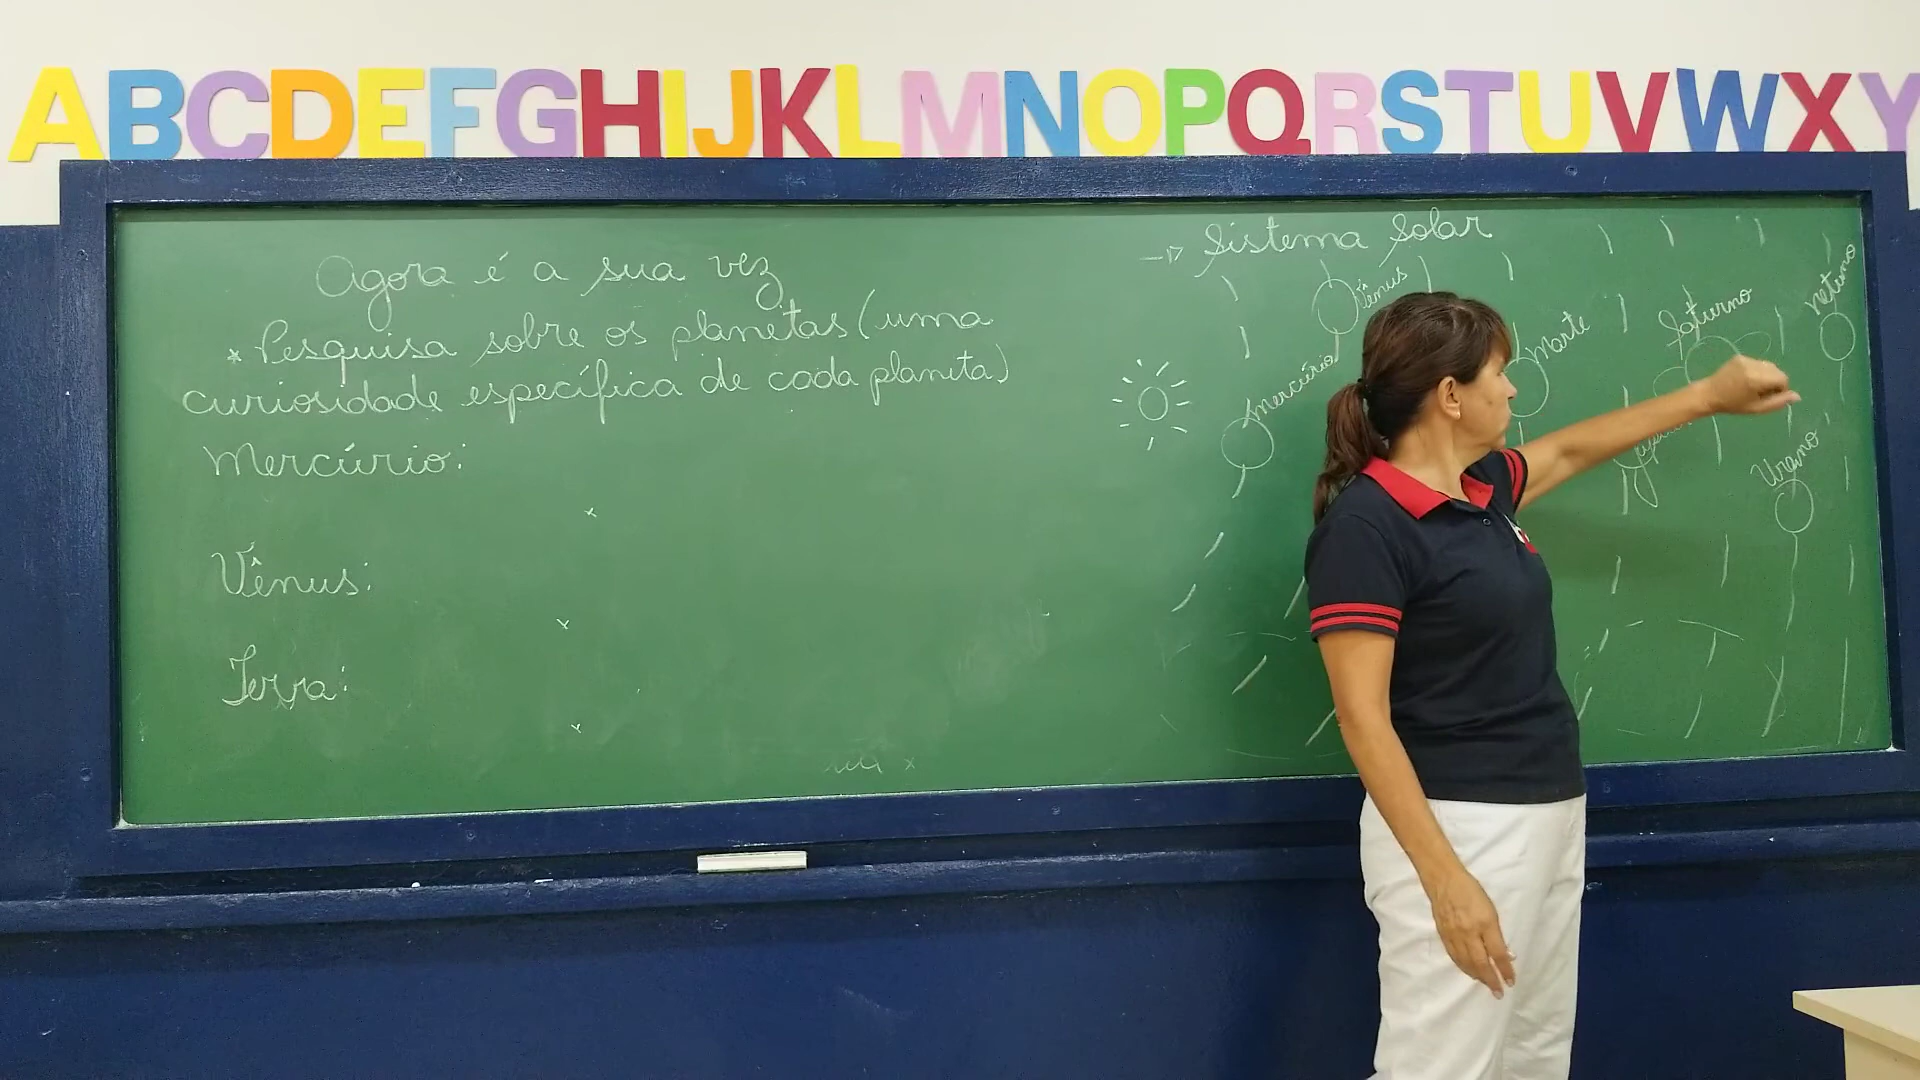 ABCDEFGHIJKLMNOPQRSTUVWXY
Agora é a sua vez
* Pesquisa sobre os planetas (uma
curiosidade específica de cada planeta)
Mercúrio:
Vênus:
Terra:
→ Sistema Solar
Mercúrio
Vênus
Marte
Saturno
Urano
Netuno